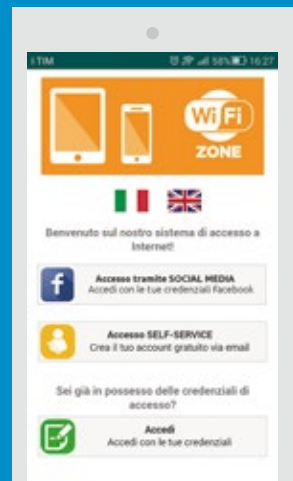 I TIM 58% 16:27
Wi Fi
ZONE
Benvenuto sul nostro sistema di accesso a
Internet!
f
Accesso tramite SOCIAL MEDIA
Accedi con le tue credenziali Facebook
Accesso SELF-SERVICE
Crea il tuo account gratuito via email
Sei già in possesso delle credenziali di
accesso?
Accedi
Accedi con le tue credenziali